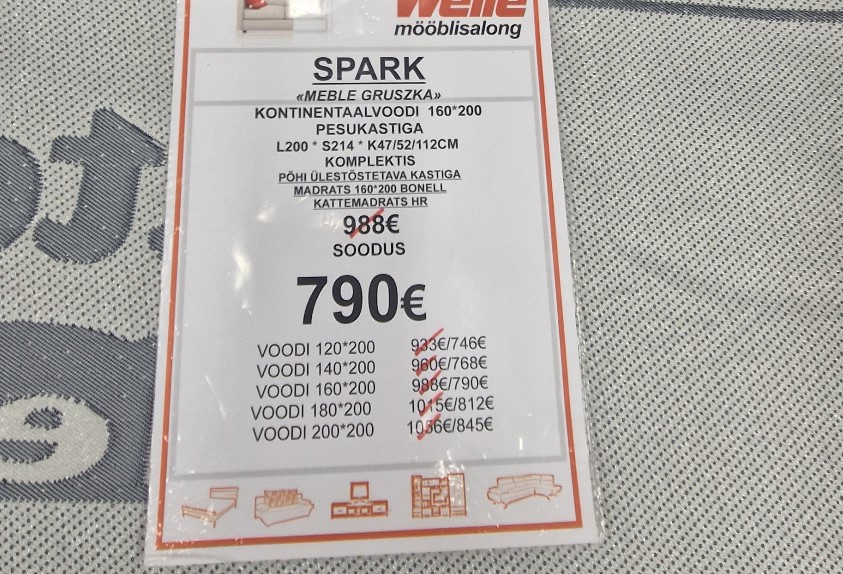 Welle
mööblisalong
SPARK
«MEBLE GRUSZKA»
KONTINENTAALVOODI 160*200
PESUKASTIGA
L200 * S214 * K47/52/112CM
KOMPLEKTIS
PÕHI ÜLESTÕSTETAVA KASTIGA
MADRATS 160*200 BONELL
KATTEMADRATS HR
988€
SOODUS
790€
VOODI 120*200 933€/746€
VOODI 140*200 960€/768€
VOODI 160*200 988€/790€
VOODI 180*200 1015€/812€
VOODI 200*200 1056€/845€